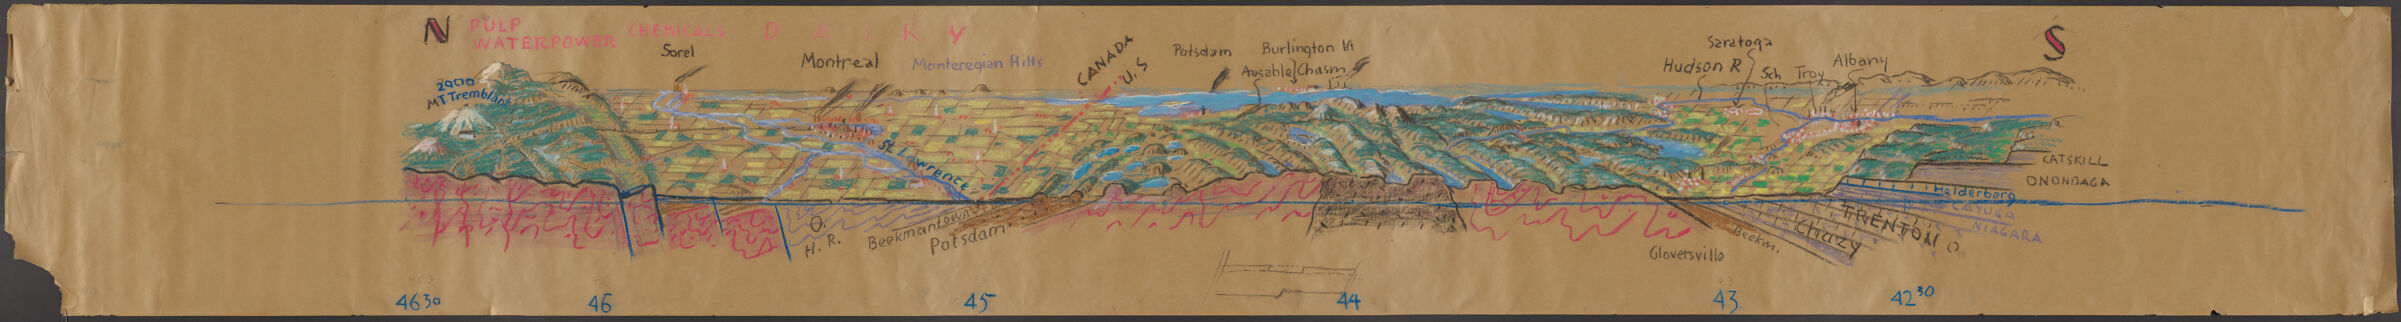 N
PULP
WATERPOWER
CHEMICALS
DAIRY
S
Sorel
Montreal
Monteregian Hills
CANADA
U.S
Potsdam
Burlington Vt
Ausable Chasm
Saratoga
Hudson R
Sch
Troy
Albany
MT Tremblant
St Lawrence
O.
H. R.
Beekmantown
Potsdam
Gloversville
Beekm.
Chazy
TRENTON
O
CATSKILL
ONONDAGA
Helderberg
CAYUGA
NIAGARA
46 30
46
45
44
43
42 30